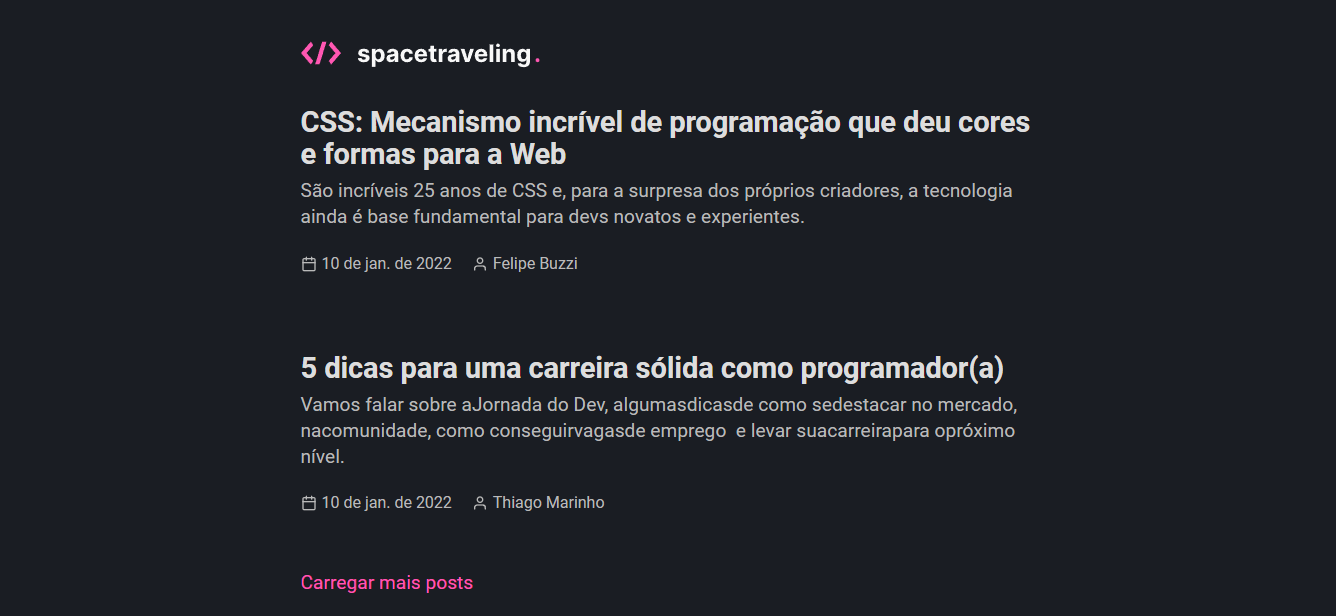 </> spacetraveling.
CSS: Mecanismo incrível de programação que deu cores
e formas para a Web
São incríveis 25 anos de CSS e, para a surpresa dos próprios criadores, a tecnologia
ainda é base fundamental para devs novatos e experientes.
10 de jan. de 2022 Felipe Buzzi
5 dicas para uma carreira sólida como programador(a)
Vamos falar sobre aJornada do Dev, algumasdicasde como sedestacar no mercado,
nacomunidade, como conseguirvagasde emprego  e levar suacarreirapara opróximo
nível.
10 de jan. de 2022 Thiago Marinho
Carregar mais posts